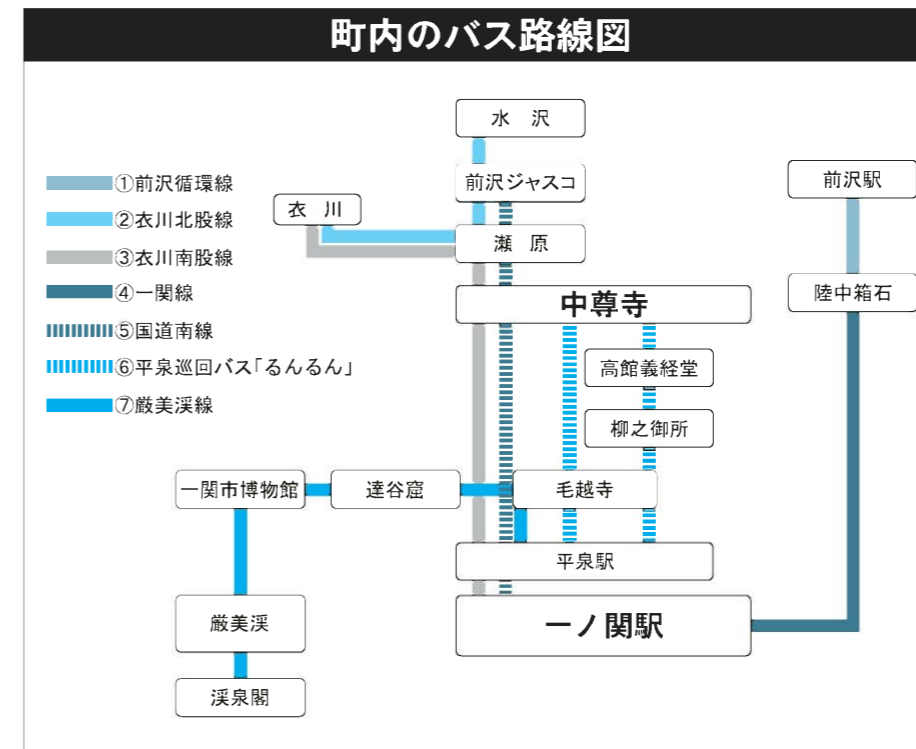 町内のバス路線図
①前沢循環線
②衣川北股線
③衣川南股線
④一関線
⑤国道南線
⑥平泉巡回バス「るんるん」
⑦厳美渓線
水 沢
前沢ジャスコ
衣 川
瀬 原
中尊寺
高館義経堂
柳之御所
一関市博物館
達谷窟
毛越寺
平泉駅
一ノ関駅
厳美渓
渓泉閣
前沢駅
陸中箱石